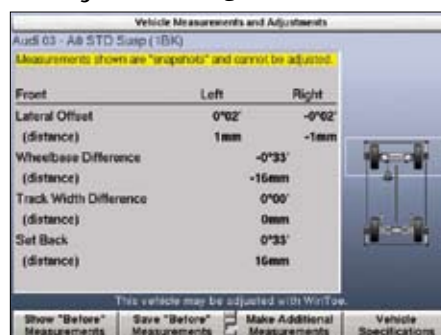 Vehicle Measurements and Adjustments
Audi 03 - A8 STD Susp (1BK)
Measurements shown are "snapshots" and cannot be adjusted.
Front Left Right
Lateral Offset 0°02' -0°02'
(distance) 1mm -1mm
Wheelbase Difference -0°33'
(distance) -16mm
Track Width Difference 0°00'
(distance) 0mm
Set Back 0°33'
(distance) 16mm
This vehicle may be adjusted with WinToe.
Show "Before" Measurements
Save "Before" Measurements
Make Additional Measurements
Vehicle Specifications